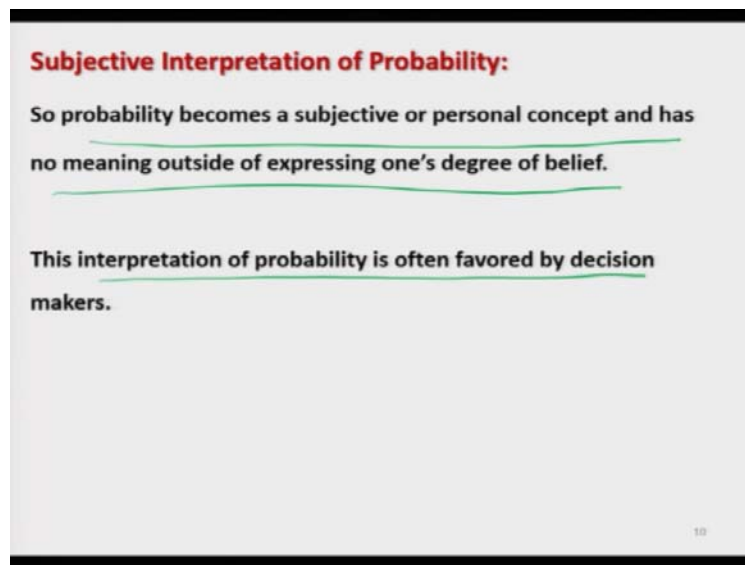 Subjective Interpretation of Probability:
So probability becomes a subjective or personal concept and has
no meaning outside of expressing one's degree of belief.
This interpretation of probability is often favored by decision
makers.
10